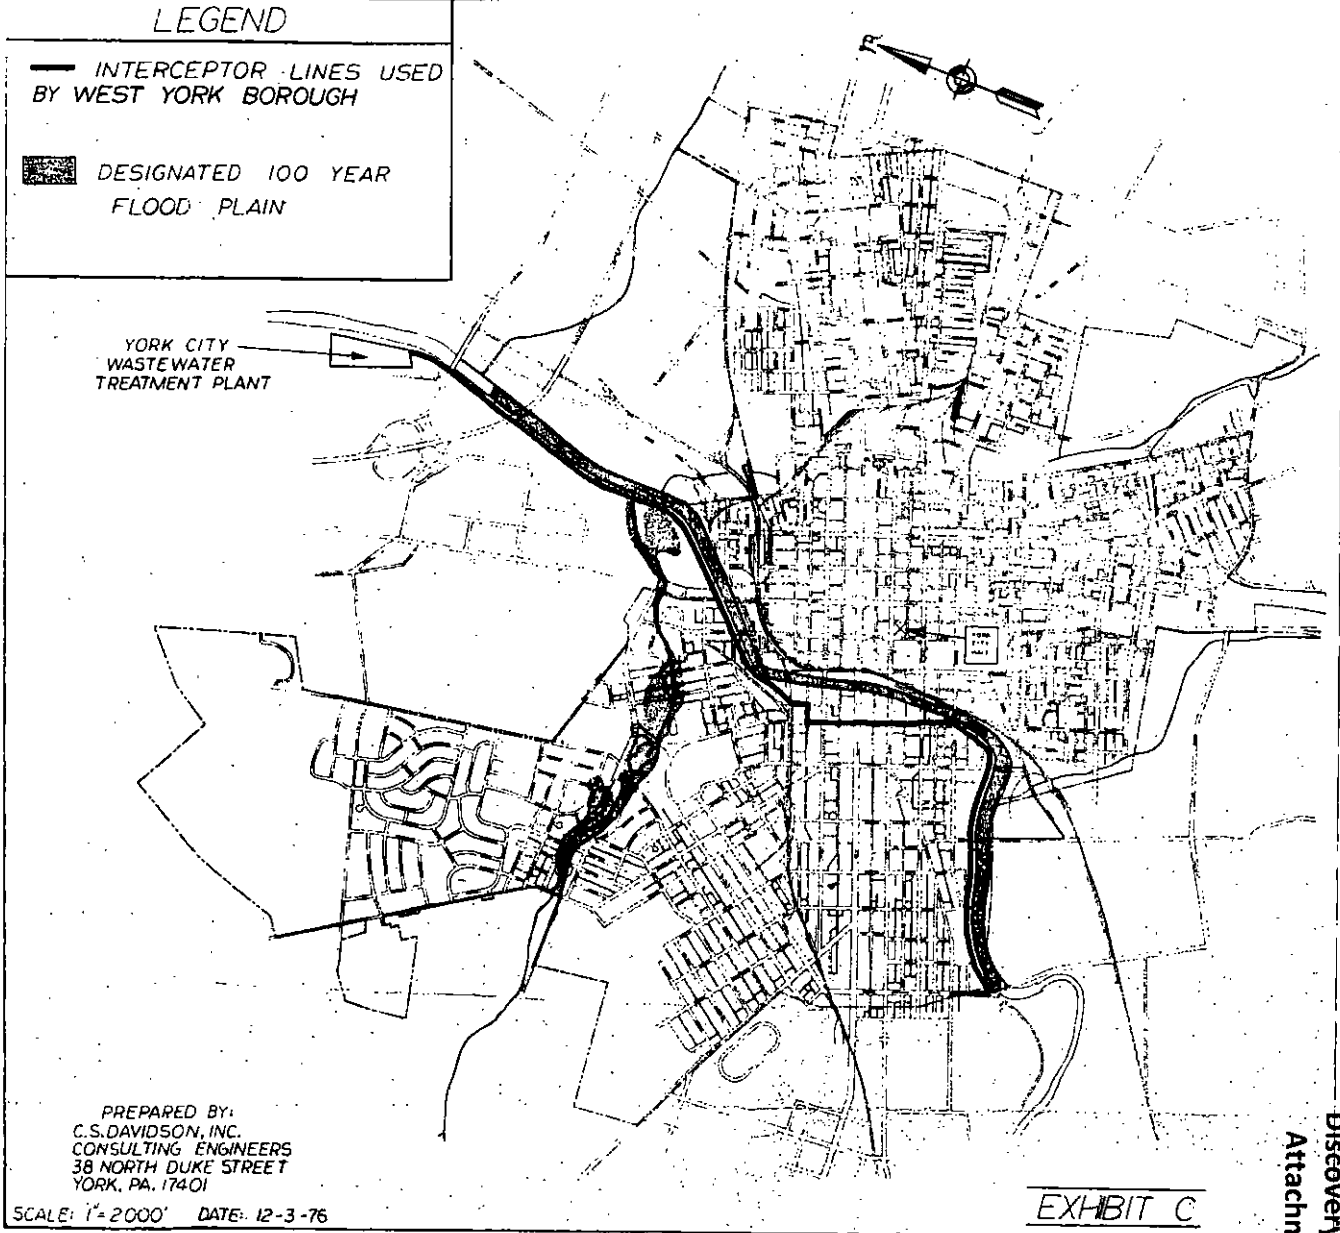 LEGEND
INTERCEPTOR LINES USED
BY WEST YORK BOROUGH
DESIGNATED 100 YEAR
FLOOD PLAIN
YORK CITY
WASTEWATER
TREATMENT PLANT
PREPARED BY:
C.S.DAVIDSON, INC.
CONSULTING ENGINEERS
38 NORTH DUKE STREET
YORK, PA. 17401
SCALE: 1"=2000' DATE: 12-3-76
EXHIBIT C
Discovery
Attachn